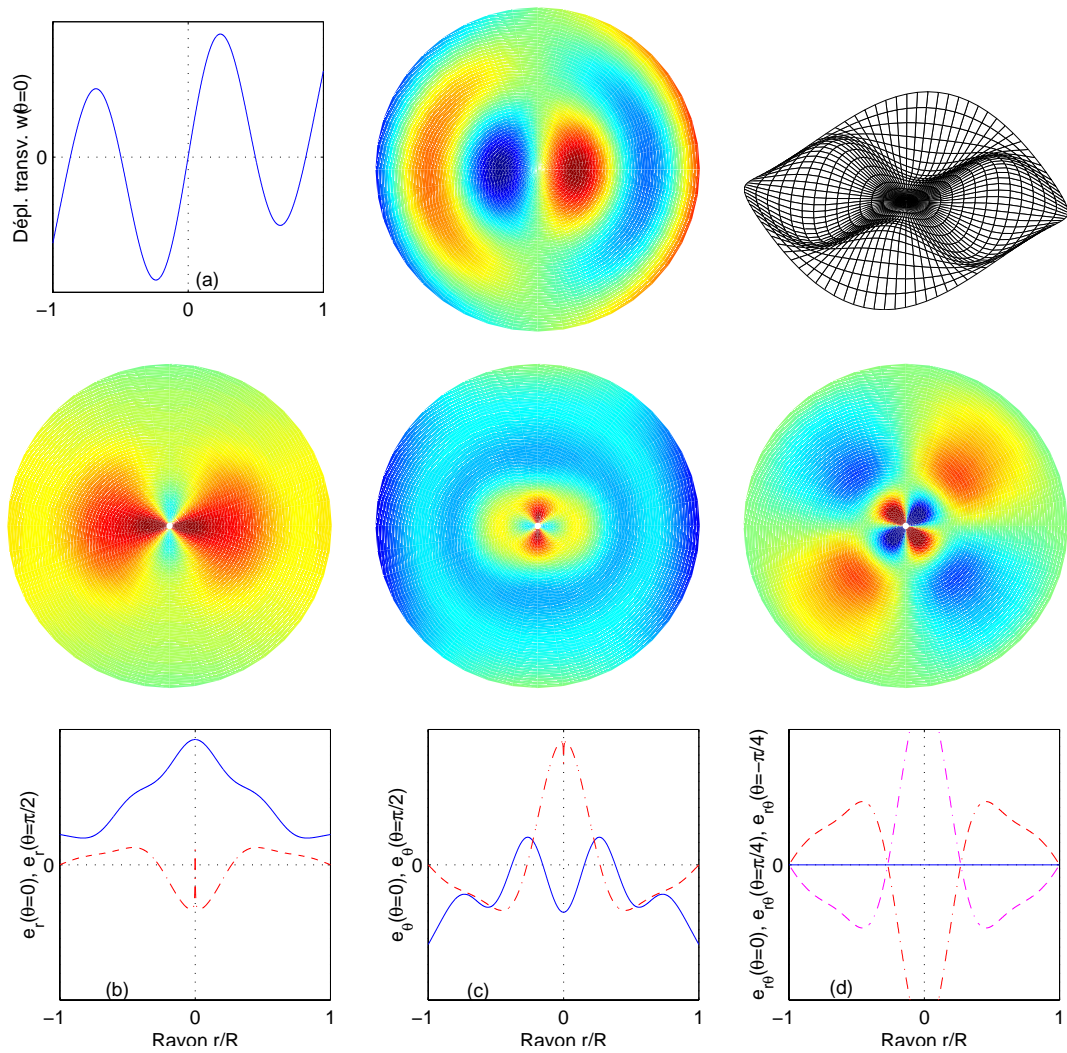 Dépl. transv. w(θ=0)
0
(a)
−1
0
1
e_r(θ=0), e_r(θ=π/2)
0
(b)
−1
0
1
Rayon r/R
e_θ(θ=0), e_θ(θ=π/2)
0
(c)
−1
0
1
Rayon r/R
e_rθ(θ=0), e_rθ(θ=π/4), e_rθ(θ=−π/4)
0
(d)
−1
0
1
Rayon r/R